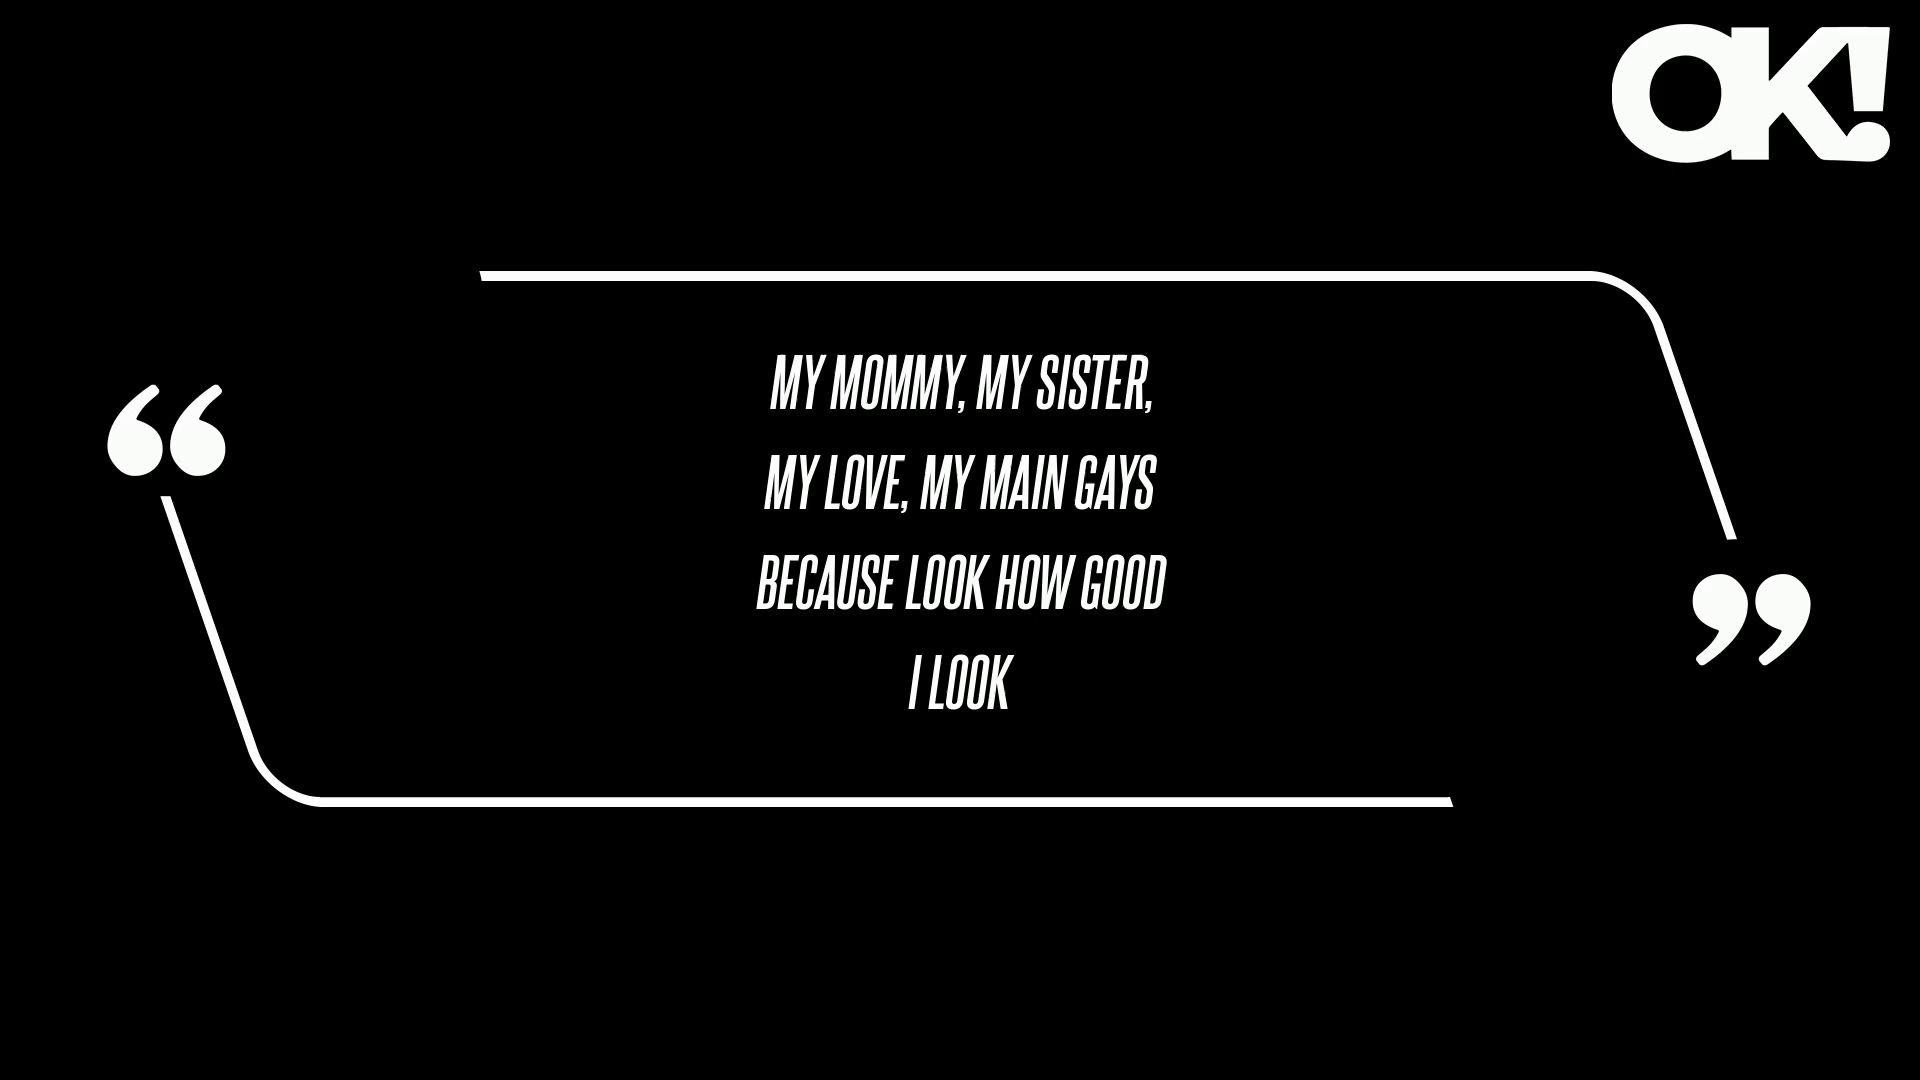 OK!
“
MY MOMMY, MY SISTER,
MY LOVE, MY MAIN GAYS
BECAUSE LOOK HOW GOOD
I LOOK
”